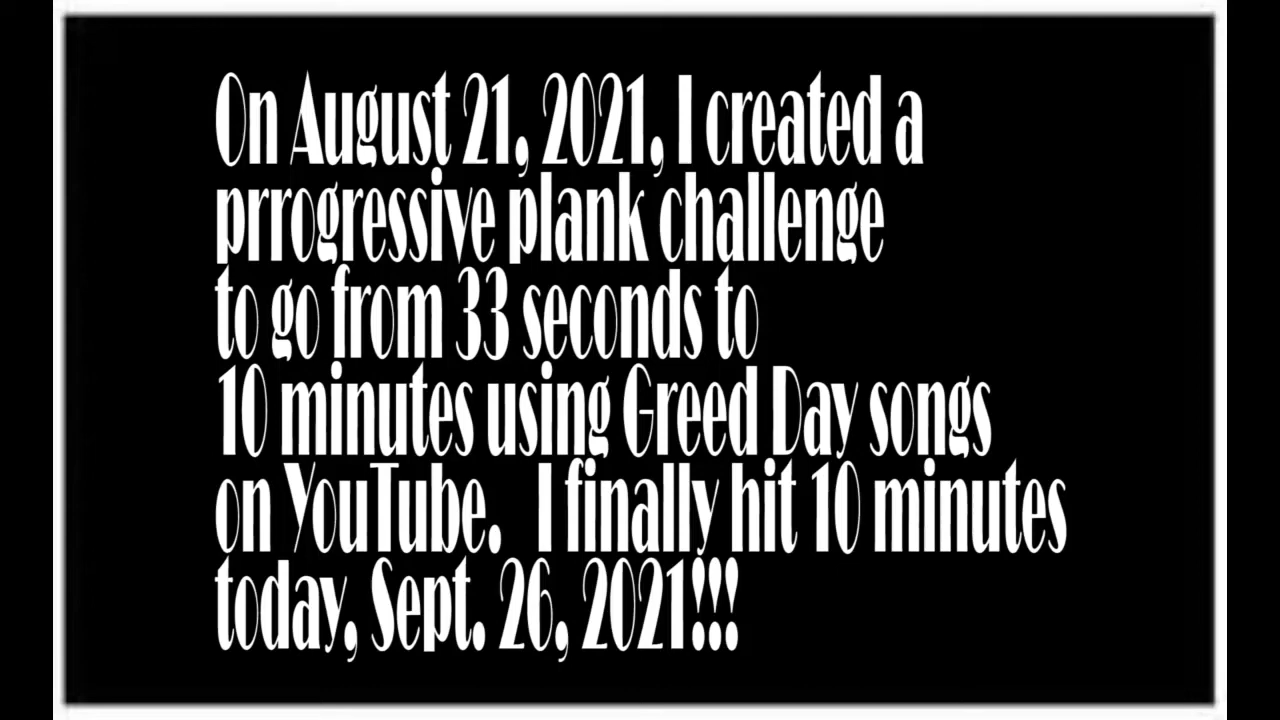 On August 21, 2021, I created a
prrogressive plank challenge
to go from 33 seconds to
10 minutes using Greed Day songs
on YouTube. I finally hit 10 minutes
today, Sept. 26, 2021!!!